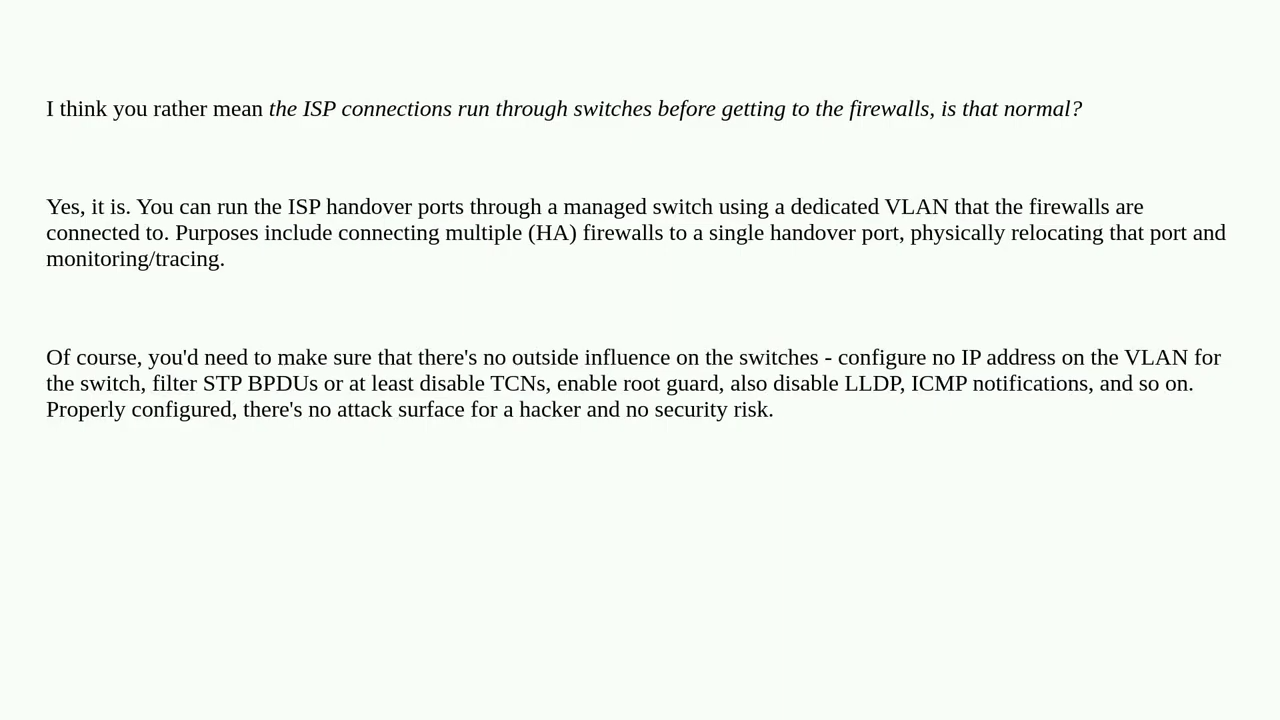 I think you rather mean the ISP connections run through switches before getting to the firewalls, is that normal?
Yes, it is. You can run the ISP handover ports through a managed switch using a dedicated VLAN that the firewalls are
connected to. Purposes include connecting multiple (HA) firewalls to a single handover port, physically relocating that port and
monitoring/tracing.
Of course, you'd need to make sure that there's no outside influence on the switches - configure no IP address on the VLAN for
the switch, filter STP BPDUs or at least disable TCNs, enable root guard, also disable LLDP, ICMP notifications, and so on.
Properly configured, there's no attack surface for a hacker and no security risk.